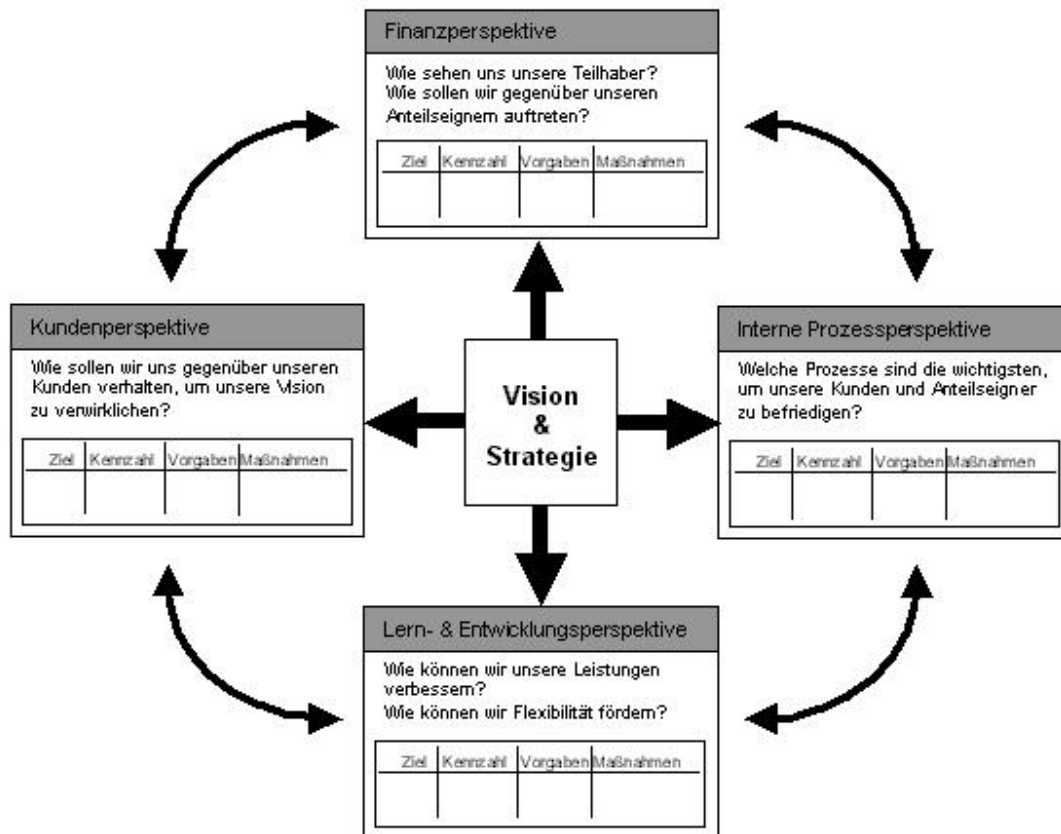 Finanzperspektive
Wie sehen uns unsere Teilhaber?
Wie sollen wir gegenüber unseren
Anteilseignern auftreten?
Ziel Kennzahl Vorgaben Maßnahmen
Kundenperspektive
Wie sollen wir uns gegenüber unseren
Kunden verhalten, um unsere Vision
zu verwirklichen?
Ziel Kennzahl Vorgaben Maßnahmen
Vision
&
Strategie
Interne Prozessperspektive
Welche Prozesse sind die wichtigsten,
um unsere Kunden und Anteilseigner
zu befriedigen?
Ziel Kennzahl Vorgaben Maßnahmen
Lern- & Entwicklungsperspektive
Wie können wir unsere Leistungen
verbessern?
Wie können wir Flexibilität fördern?
Ziel Kennzahl Vorgaben Maßnahmen